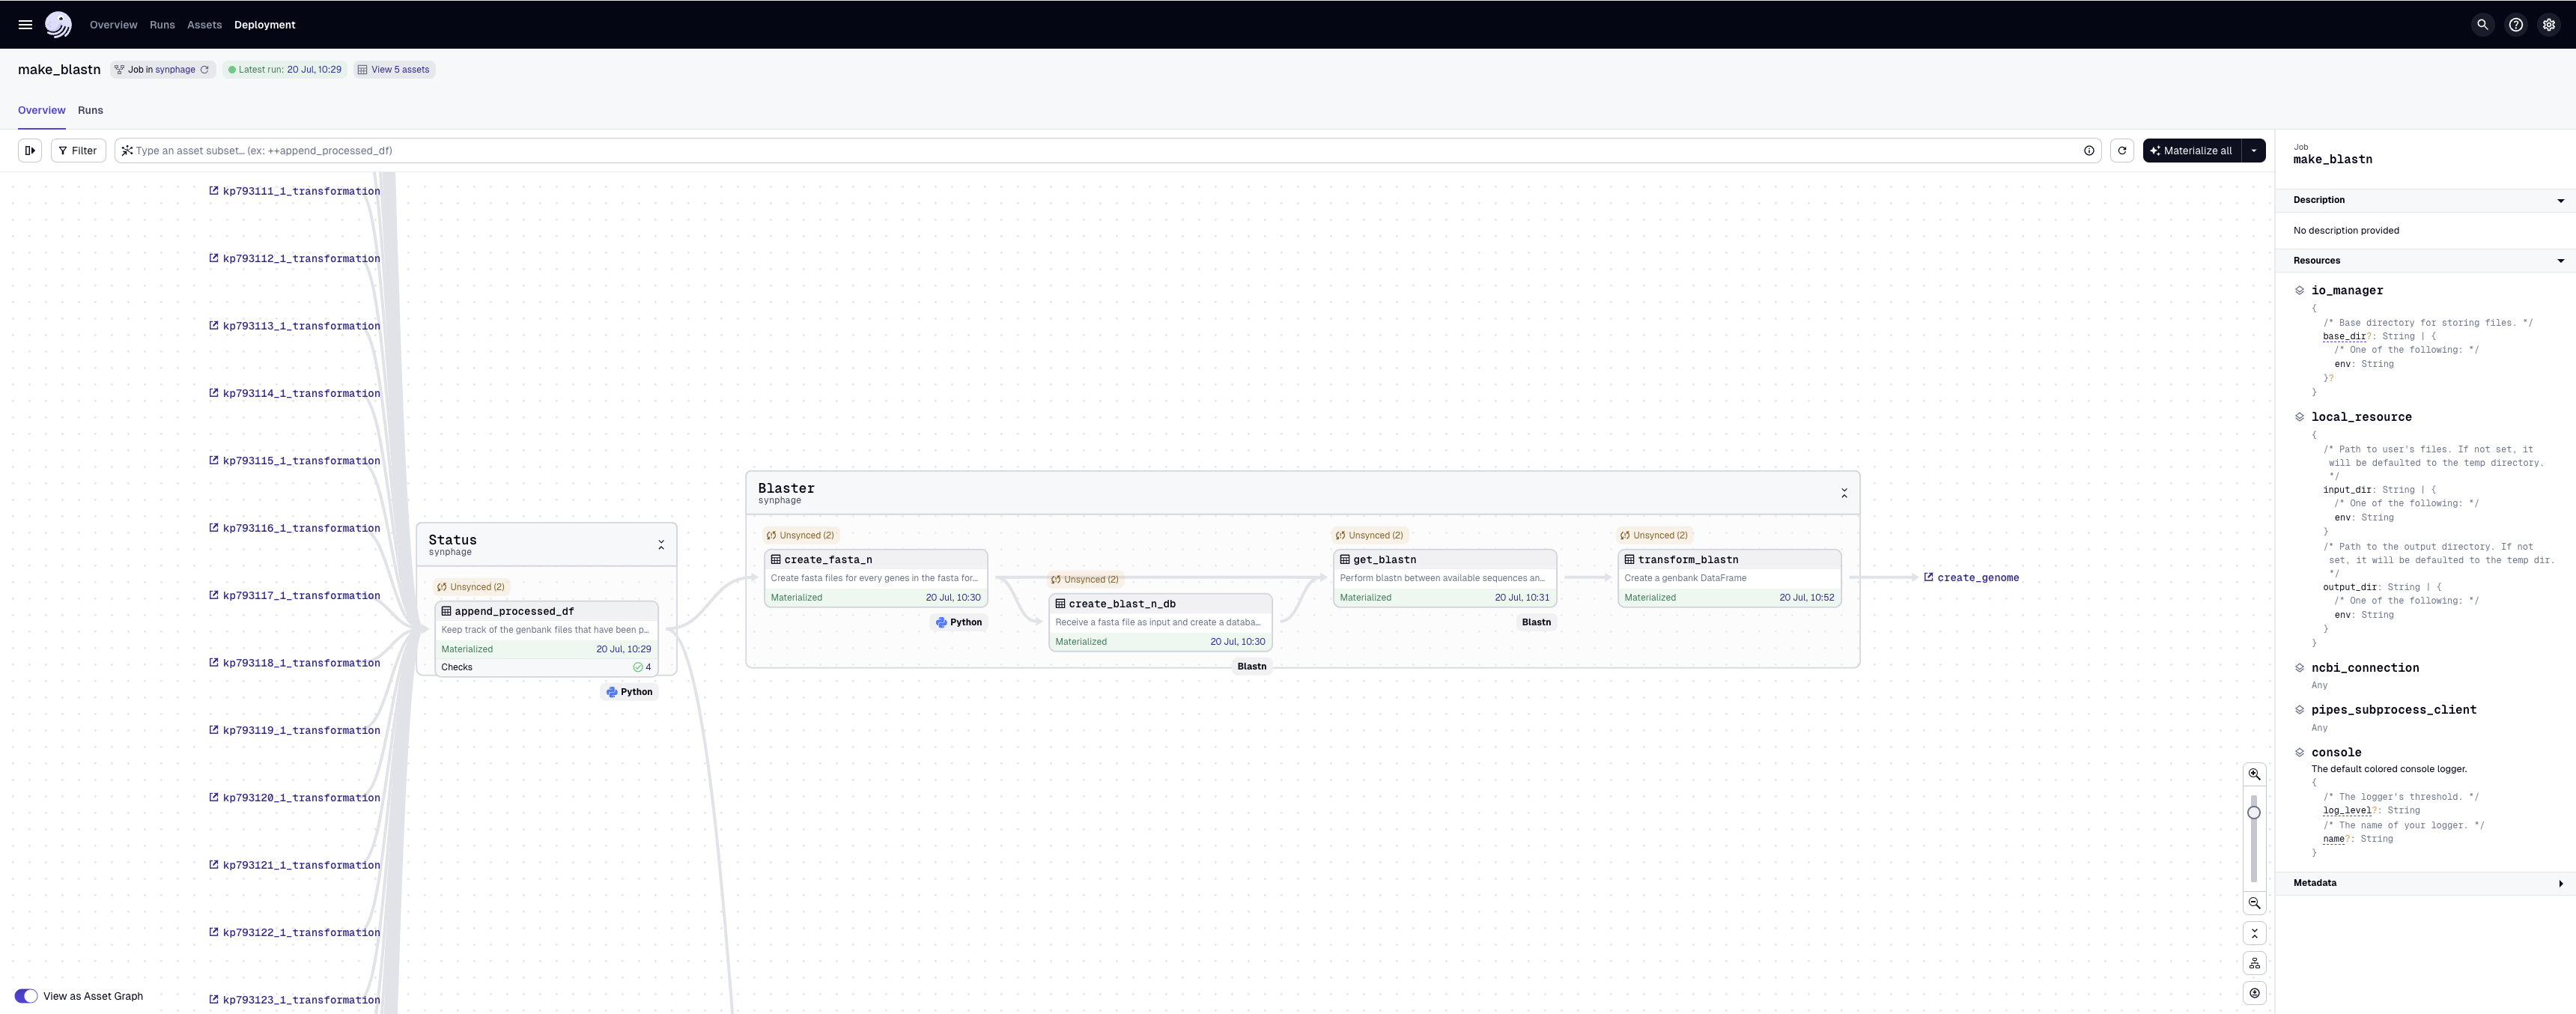 Overview Runs Assets Deployment
make_blastn Job in synphage Latest run: 20 Jul, 10:29 View 5 assets
Overview Runs
Filter Type an asset subset... (ex: ++append_processed_df) Materialize all
kp793111_1_transformation
kp793112_1_transformation
kp793113_1_transformation
kp793114_1_transformation
kp793115_1_transformation
kp793116_1_transformation
kp793117_1_transformation
kp793118_1_transformation
kp793119_1_transformation
kp793120_1_transformation
kp793121_1_transformation
kp793122_1_transformation
kp793123_1_transformation
Status
synphage
Unsynced (2)
append_processed_df
Keep track of the genbank files that have been p...
Materialized 20 Jul, 10:29
Checks 4
Python
Blaster
synphage
Unsynced (2)
create_fasta_n
Create fasta files for every genes in the fasta for...
Materialized 20 Jul, 10:30
Python
Unsynced (2)
create_blast_n_db
Receive a fasta file as input and create a databa...
Materialized 20 Jul, 10:30
Blastn
Unsynced (2)
get_blastn
Perform blastn between available sequences an...
Materialized 20 Jul, 10:31
Blastn
Unsynced (2)
transform_blastn
Create a genbank DataFrame
Materialized 20 Jul, 10:52
create_genome
View as Asset Graph
Job
make_blastn
Description
No description provided
Resources
io_manager
{
/* Base directory for storing files. */
base_dir?: String | {
/* One of the following: */
env: String
}?
}
local_resource
{
/* Path to user's files. If not set, it
will be defaulted to the temp directory.
*/
input_dir: String | {
/* One of the following: */
env: String
}
/* Path to the output directory. If not
set, it will be defaulted to the temp dir.
*/
output_dir: String | {
/* One of the following: */
env: String
}
}
ncbi_connection
Any
pipes_subprocess_client
Any
console
The default colored console logger.
{
/* The logger's threshold. */
log_level?: String
/* The name of your logger. */
name?: String
}
Metadata